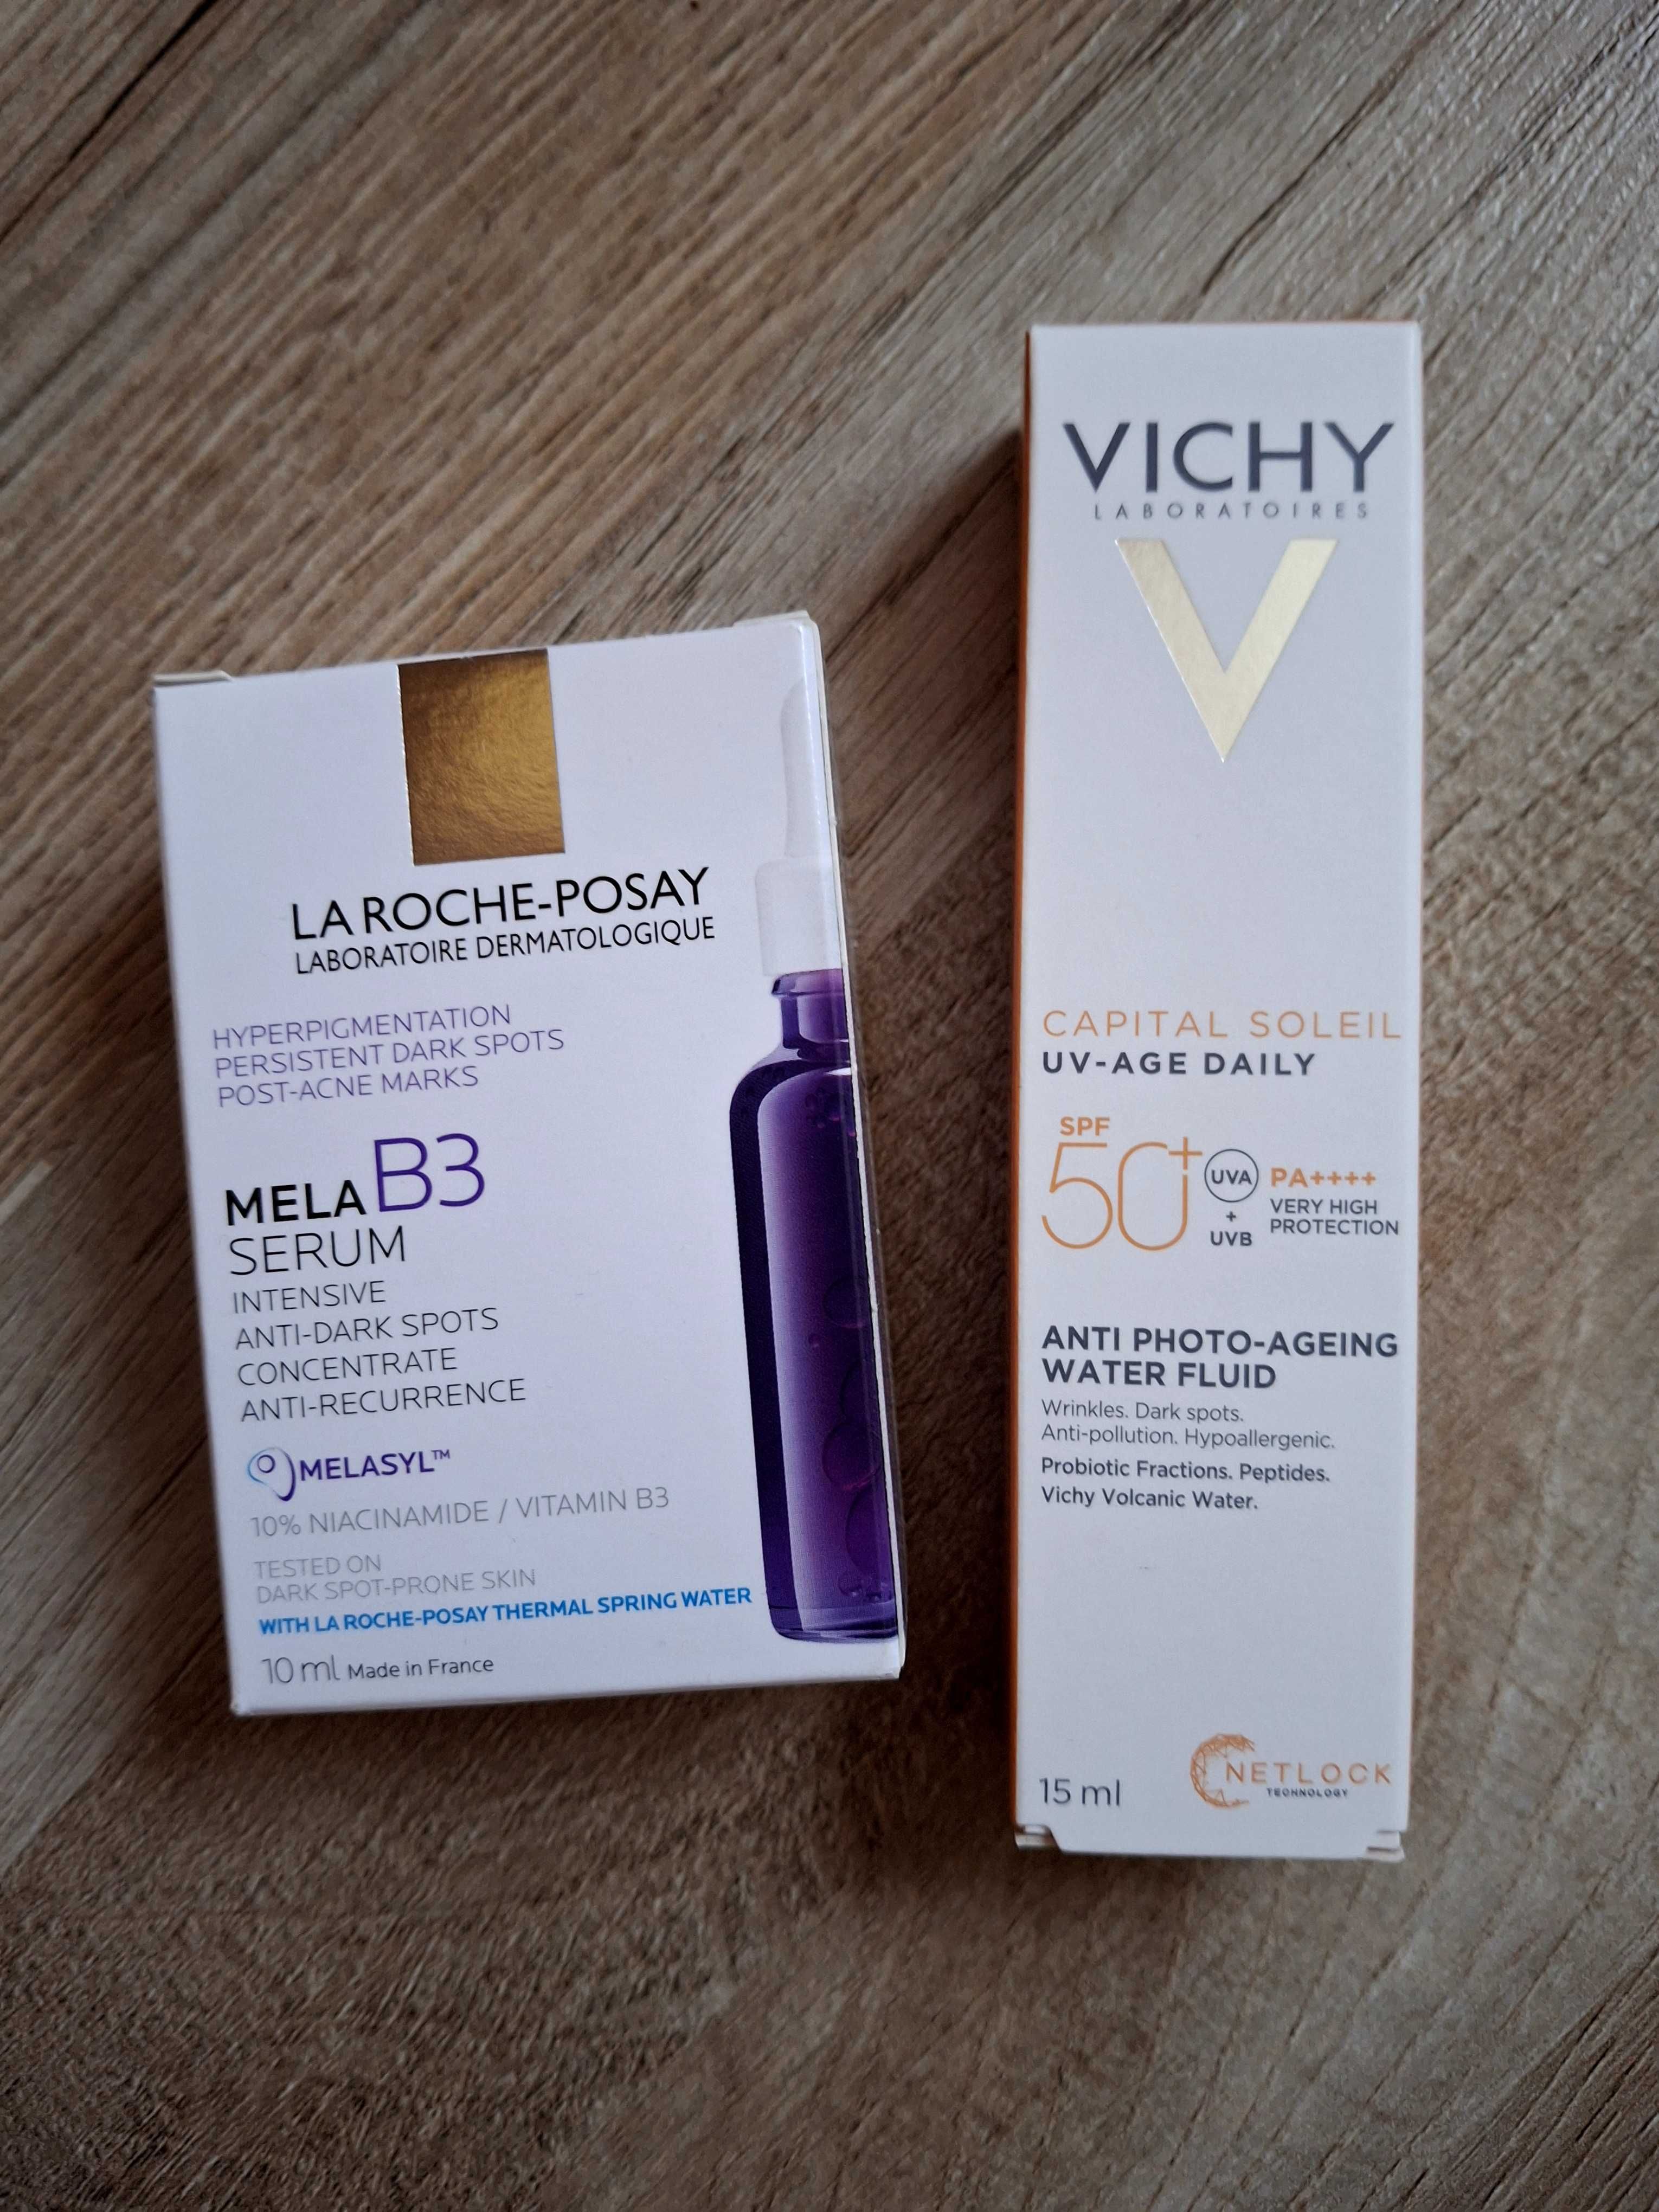 LA ROCHE-POSAY
LABORATOIRE DERMATOLOGIQUE
HYPERPIGMENTATION
PERSISTENT DARK SPOTS
POST-ACNE MARKS
MELA B3
SERUM
INTENSIVE
ANTI-DARK SPOTS
CONCENTRATE
ANTI-RECURRENCE
MELASYL™
10% NIACINAMIDE / VITAMIN B3
TESTED ON
DARK SPOT-PRONE SKIN
WITH LA ROCHE-POSAY THERMAL SPRING WATER
10 ml Made in France
VICHY
LABORATOIRES
V
CAPITAL SOLEIL
UV-AGE DAILY
SPF
50+
UVA
+
UVB
PA++++
VERY HIGH
PROTECTION
ANTI PHOTO-AGEING
WATER FLUID
Wrinkles. Dark spots.
Anti-pollution. Hypoallergenic.
Probiotic Fractions. Peptides.
Vichy Volcanic Water.
15 ml
NETLOCK
TECHNOLOGY